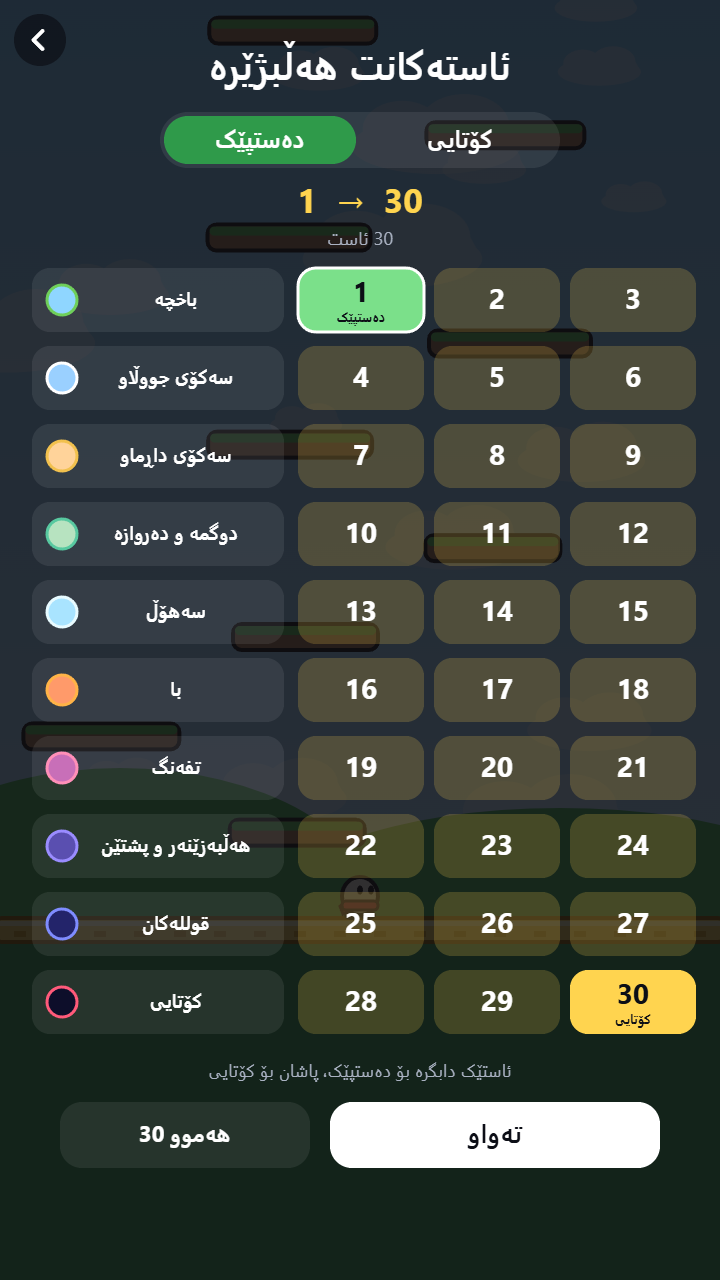 ئاستەکانت هەڵبژێرە
دەستپێک
کۆتایی
1 → 30
30 ئاست
باخچە
1
دەستپێک
2
3
سەکۆی جووڵاو
4
5
6
سەکۆی داڕماو
7
8
9
دوگمە و دەروازە
10
11
12
سەهۆڵ
13
14
15
با
16
17
18
تفەنگ
19
20
21
هەڵبەزێنەر و پشتێن
22
23
24
قوللەکان
25
26
27
کۆتایی
28
29
30
کۆتایی
ئاستێک دابگرە بۆ دەستپێک، پاشان بۆ کۆتایی
هەموو 30
تەواو